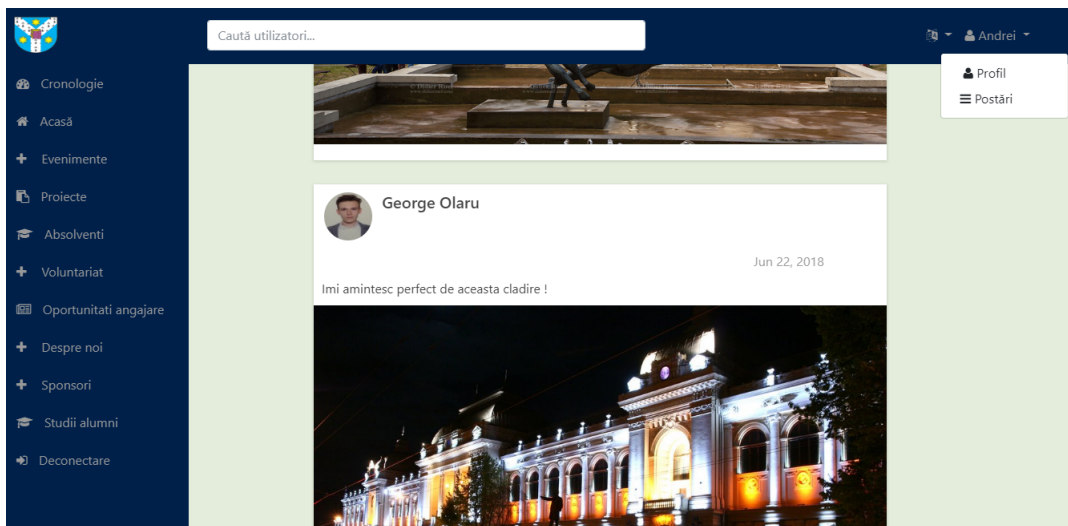 Caută utilizatori...
Andrei
Profil
Postări
Cronologie
Acasă
Evenimente
Proiecte
Absolventi
Voluntariat
Oportunitati angajare
Despre noi
Sponsori
Studii alumni
Deconectare
George Olaru
Jun 22, 2018
Imi amintesc perfect de aceasta cladire !